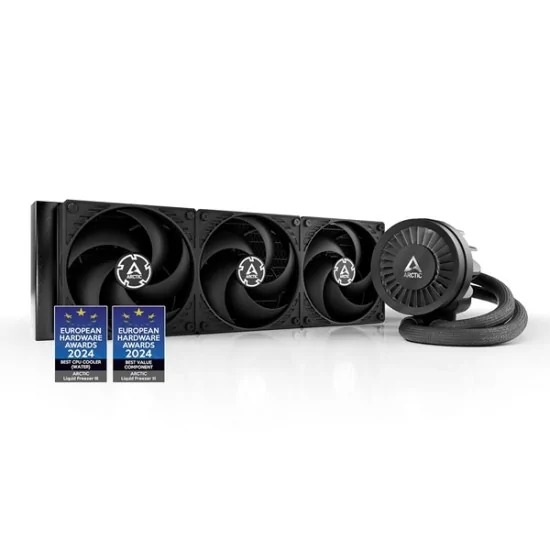 ARCTIC
ARCTIC
ARCTIC
ARCTIC
EUROPEAN
HARDWARE
AWARDS
2024
BEST CPU COOLER
(WATER)
ARCTIC
Liquid Freezer III
EUROPEAN
HARDWARE
AWARDS
2024
BEST VALUE
COMPONENT
ARCTIC
Liquid Freezer III